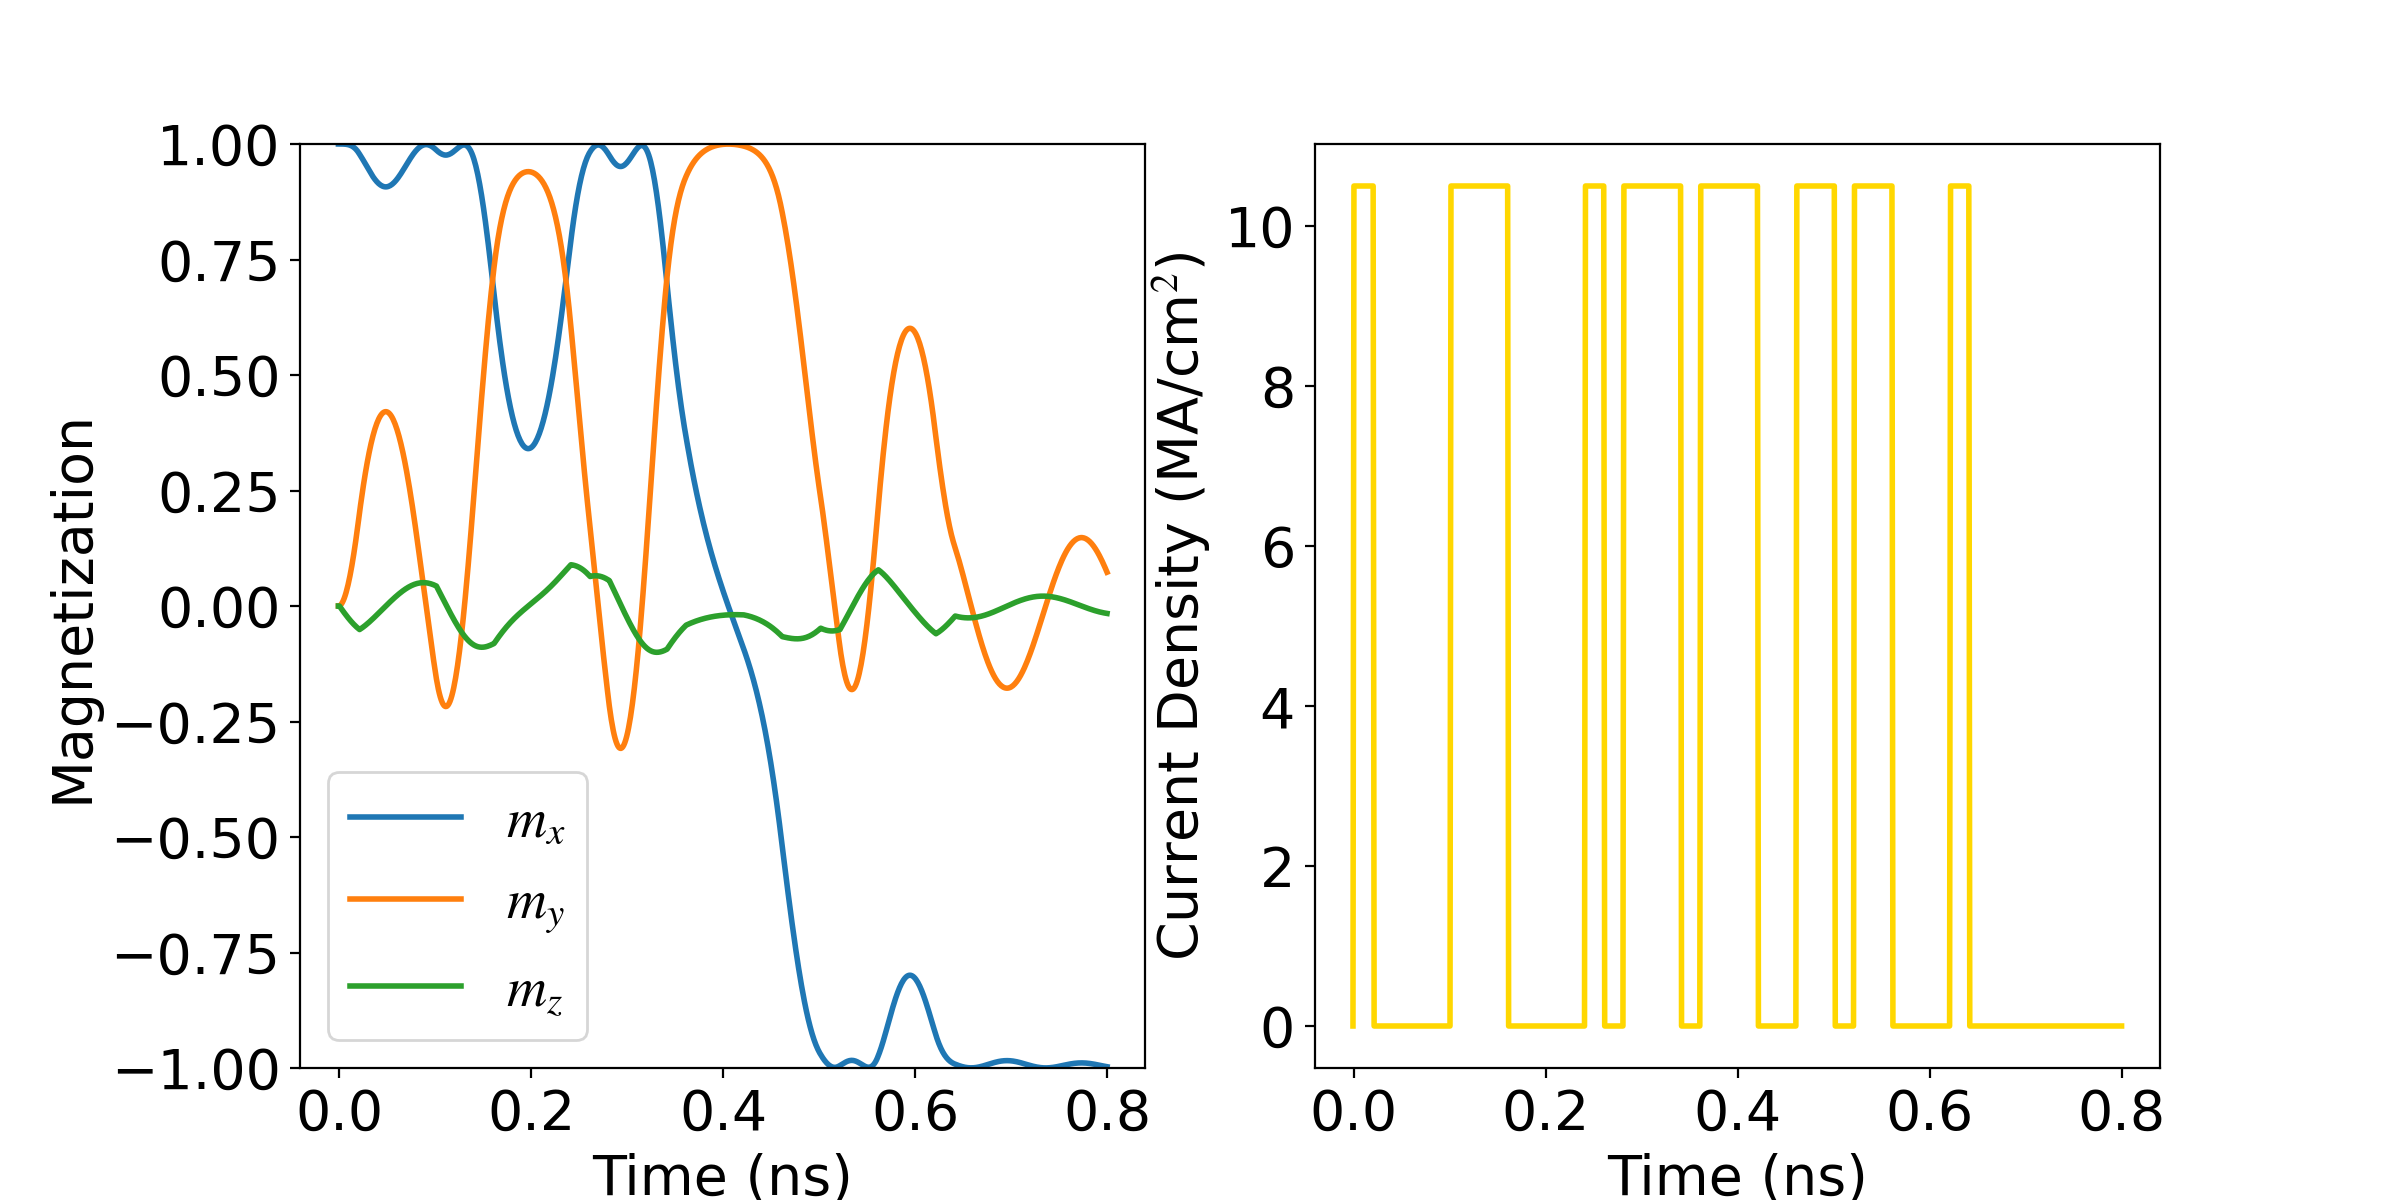 Magnetization
1.00
0.75
0.50
0.25
0.00
−0.25
−0.50
−0.75
−1.00
m_x
m_y
m_z
0.0 0.2 0.4 0.6 0.8
Time (ns)
Current Density (MA/cm²)
10
8
6
4
2
0
0.0 0.2 0.4 0.6 0.8
Time (ns)